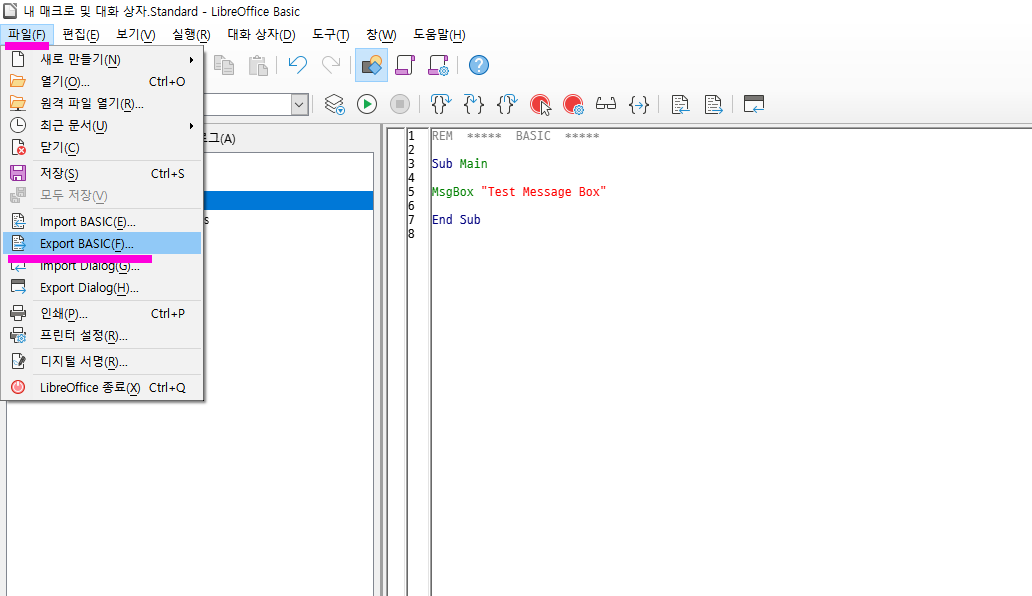 내 매크로 및 대화 상자.Standard - LibreOffice Basic
파일(F) 편집(E) 보기(V) 실행(R) 대화 상자(D) 도구(T) 창(W) 도움말(H)
새로 만들기(N)
열기(O)... Ctrl+O
원격 파일 열기(R)...
최근 문서(U)
닫기(C)
저장(S) Ctrl+S
모두 저장(V)
Import BASIC(E)...
Export BASIC(F)...
Import Dialog(G)...
Export Dialog(H)...
인쇄(P)... Ctrl+P
프린터 설정(R)...
디지털 서명(R)...
LibreOffice 종료(X) Ctrl+Q
로그(A)
s
1 REM ***** BASIC *****
2
3 Sub Main
4
5 MsgBox "Test Message Box"
6
7 End Sub
8